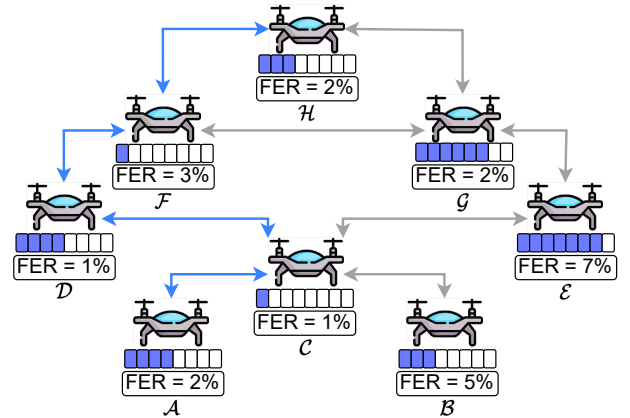 FER = 2%
H
FER = 3%
F
FER = 2%
G
FER = 1%
D
FER = 7%
E
FER = 1%
C
FER = 2%
A
FER = 5%
B